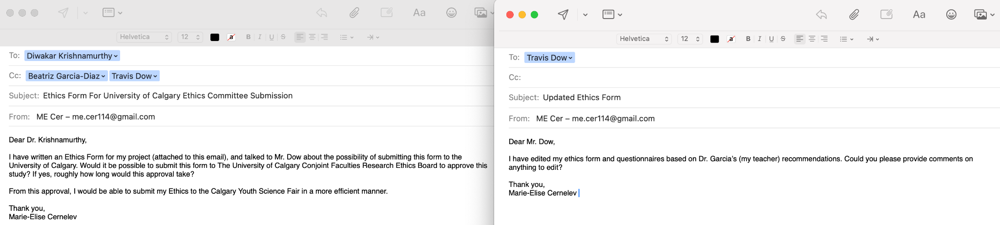 Aa
Helvetica
12
a
B I U S
To: Diwakar Krishnamurthy
Cc: Beatriz Garcia-Diaz Travis Dow
Subject: Ethics Form For University of Calgary Ethics Committee Submission
From: ME Cer – me.cer114@gmail.com
Dear Dr. Krishnamurthy,
I have written an Ethics Form for my project (attached to this email), and talked to Mr. Dow about the possibility of submitting this form to the
University of Calgary. Would it be possible to submit this form to The University of Calgary Conjoint Faculties Research Ethics Board to approve this
study? If yes, roughly how long would this approval take?
From this approval, I would be able to submit my Ethics to the Calgary Youth Science Fair in a more efficient manner.
Thank you,
Marie-Elise Cernelev
Aa
Helvetica
12
a
B I U S
To: Travis Dow
Cc:
Subject: Updated Ethics Form
From: ME Cer – me.cer114@gmail.com
Dear Mr. Dow,
I have edited my ethics form and questionnaires based on Dr. Garcia's (my teacher) recommendations. Could you please provide comments on
anything to edit?
Thank you,
Marie-Elise Cernelev